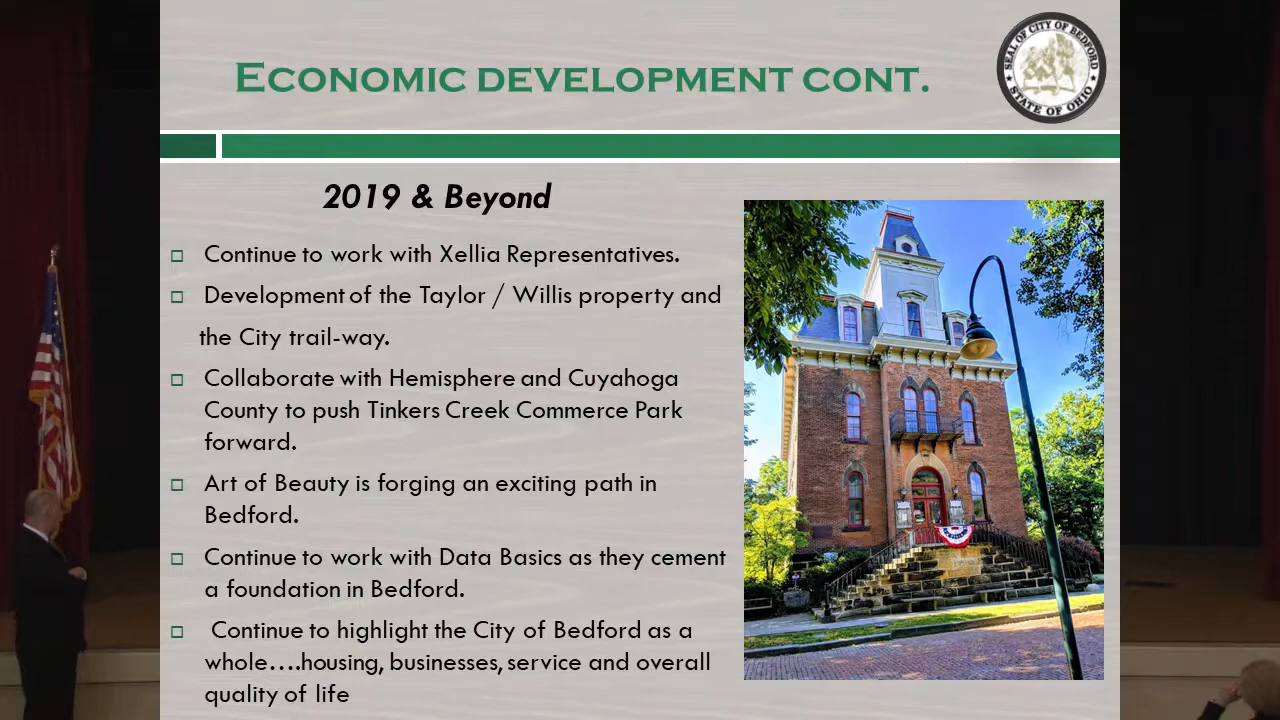 Economic development cont.
SEAL OF CITY OF BEDFORD
STATE OF OHIO
2019 & Beyond
Continue to work with Xellia Representatives.
Development of the Taylor / Willis property and
the City trail-way.
Collaborate with Hemisphere and Cuyahoga
County to push Tinkers Creek Commerce Park
forward.
Art of Beauty is forging an exciting path in
Bedford.
Continue to work with Data Basics as they cement
a foundation in Bedford.
Continue to highlight the City of Bedford as a
whole....housing, businesses, service and overall
quality of life